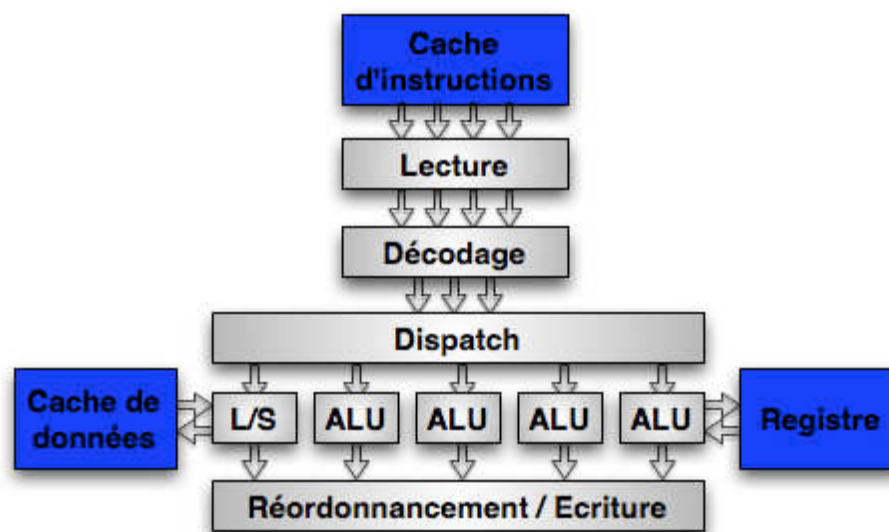 Cache
d'instructions
Lecture
Décodage
Dispatch
Cache de
données
L/S
ALU
ALU
ALU
ALU
Registre
Réordonnancement / Ecriture